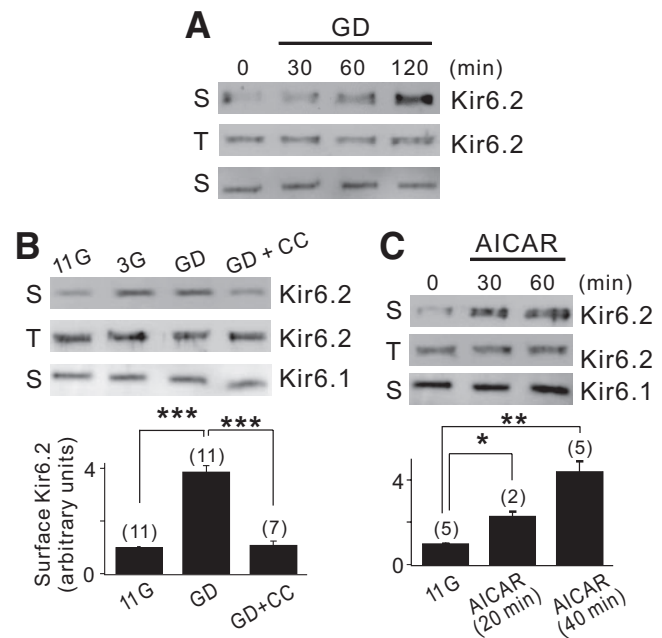 A
GD
0 30 60 120 (min)
S Kir6.2
T Kir6.2
S
B
11G 3G GD GD + CC
S Kir6.2
T Kir6.2
S Kir6.1
*** ***
Surface Kir6.2
(arbitrary units)
4
0
(11) (11) (7)
11G GD GD+CC
C
AICAR
0 30 60 (min)
S Kir6.2
T Kir6.2
S Kir6.1
**
*
4
0
(5) (2) (5)
11G AICAR (20 min) AICAR (40 min)